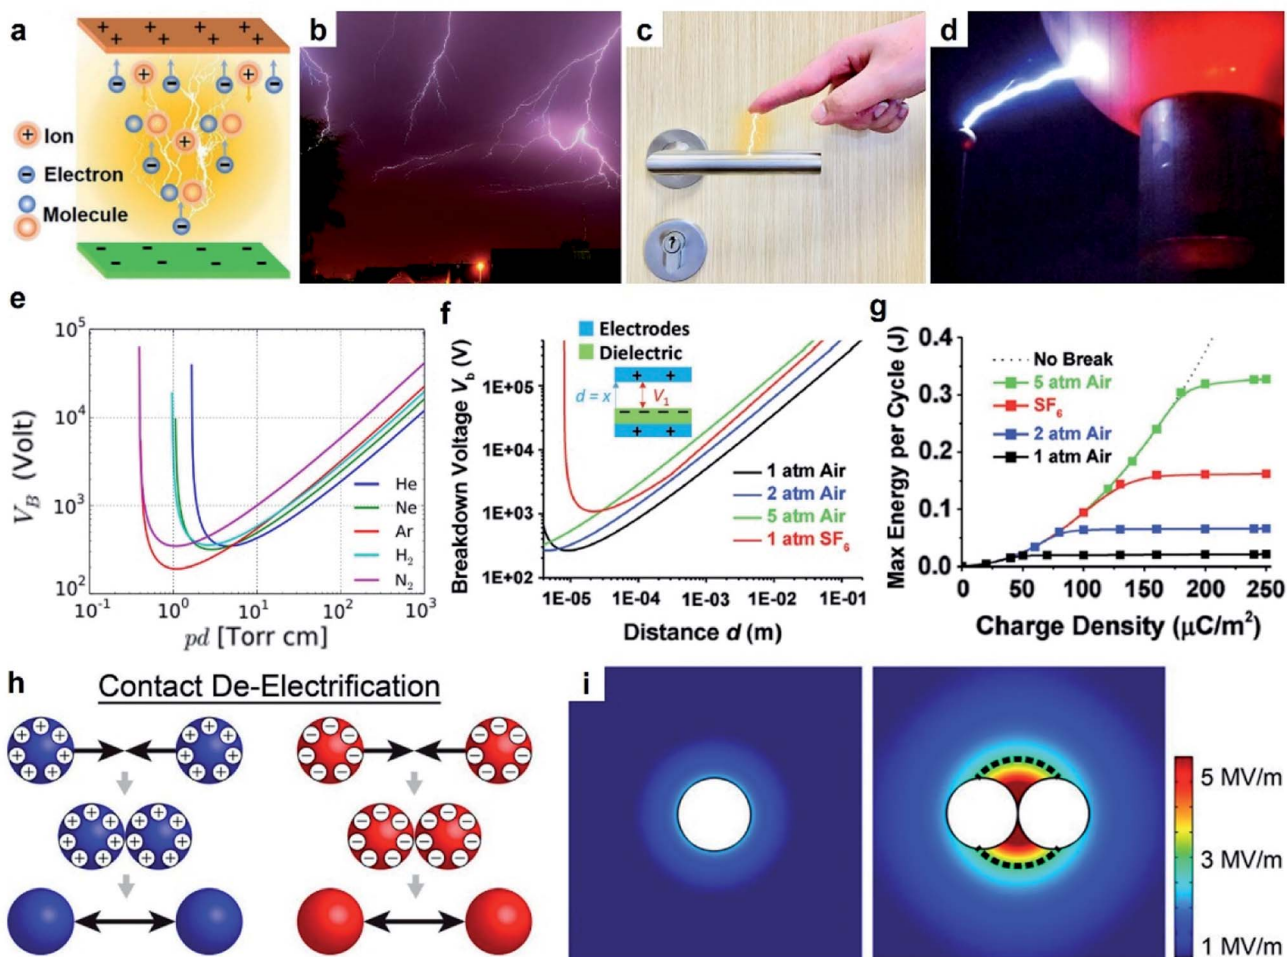 a
Ion
Electron
Molecule
b
c
d
e
10^5
10^4
10^3
10^2
V_B (Volt)
He
Ne
Ar
H_2
N_2
10^-1 10^0 10^1 10^2 10^3
pd [Torr cm]
f
Electrodes
Dielectric
d = x
V_1
Breakdown Voltage V_b (V)
1E+05
1E+04
1E+03
1E+02
1 atm Air
2 atm Air
5 atm Air
1 atm SF_6
1E-05 1E-04 1E-03 1E-02 1E-01
Distance d (m)
g
Max Energy per Cycle (J)
0.4
0.3
0.2
0.1
0.0
No Break
5 atm Air
SF_6
2 atm Air
1 atm Air
0 50 100 150 200 250
Charge Density (μC/m²)
h
Contact De-Electrification
i
5 MV/m
3 MV/m
1 MV/m